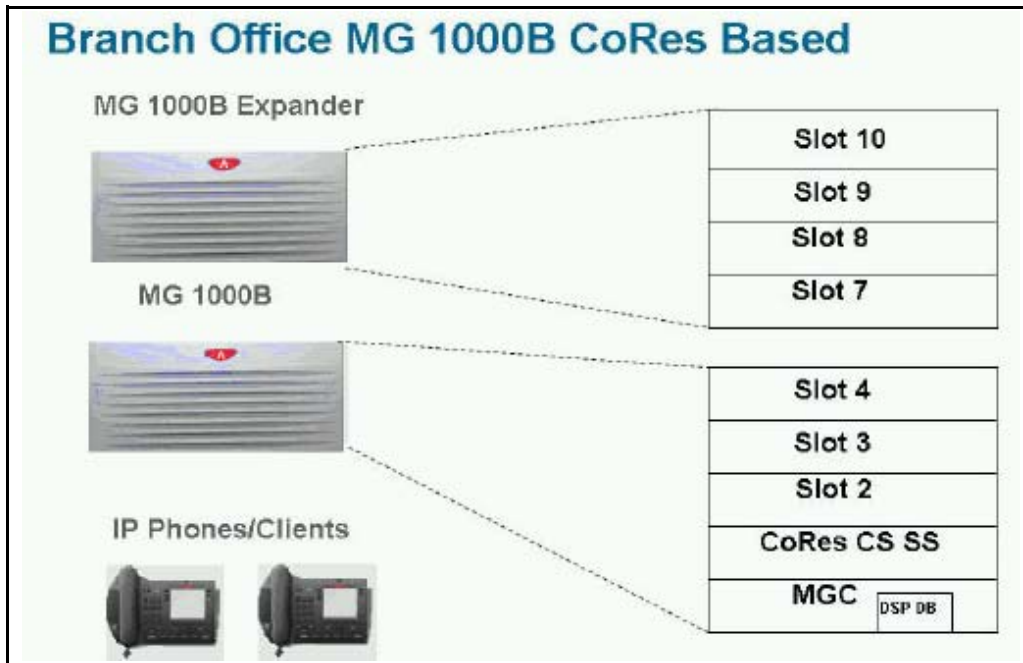 Branch Office MG 1000B CoRes Based
MG 1000B Expander
Slot 10
Slot 9
Slot 8
Slot 7
MG 1000B
Slot 4
Slot 3
Slot 2
CoRes CS SS
MGC
DSP DB
IP Phones/Clients